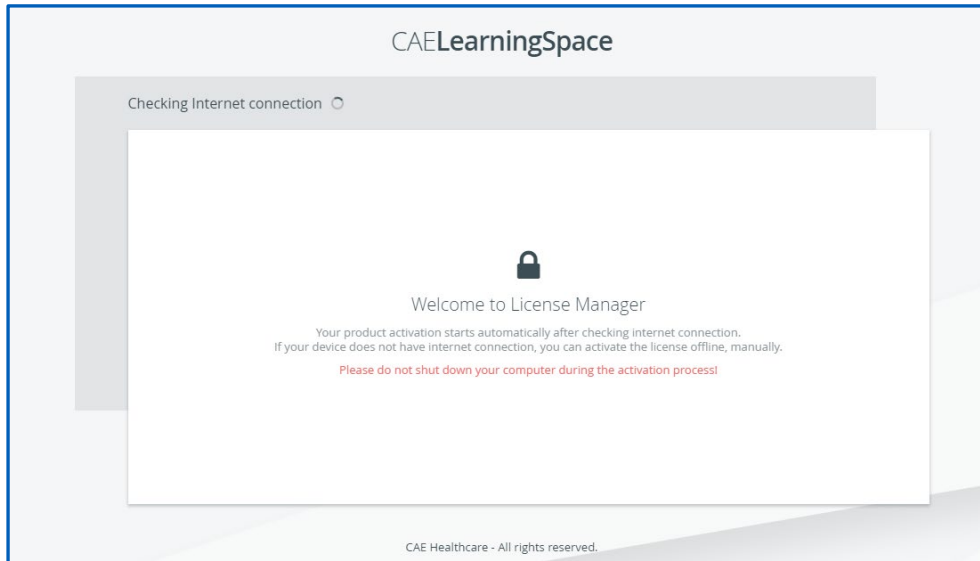 CAELearningSpace
Checking Internet connection
Welcome to License Manager
Your product activation starts automatically after checking internet connection.
If your device does not have internet connection, you can activate the license offline, manually.
Please do not shut down your computer during the activation process!
CAE Healthcare - All rights reserved.